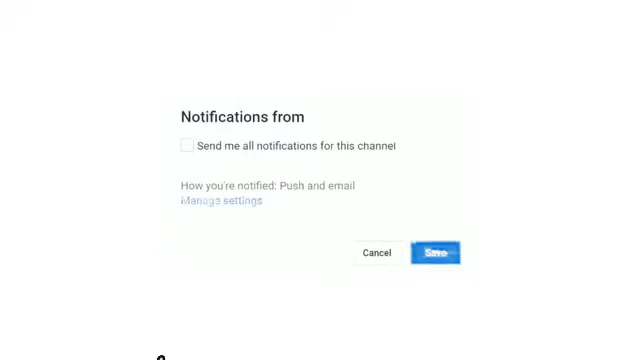 Notifications from
Send me all notifications for this channel
How you're notified: Push and email
Manage settings
Cancel
Save